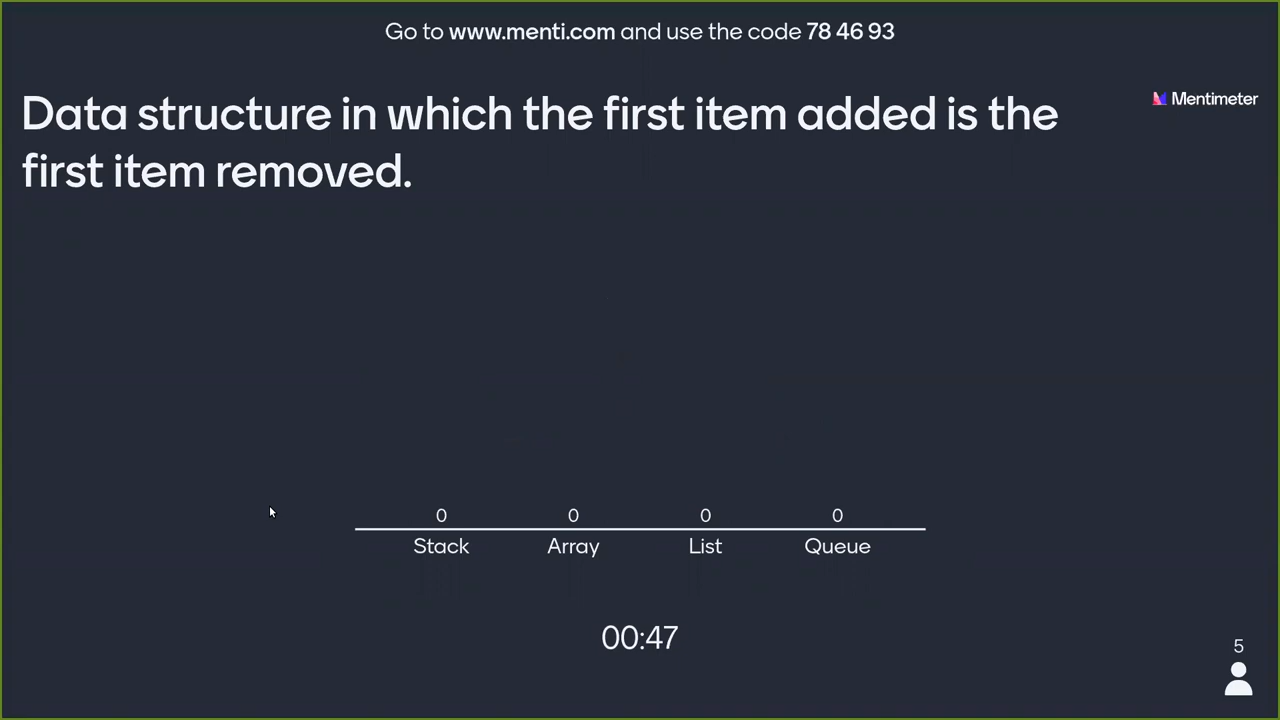 Go to www.menti.com and use the code 78 46 93
Data structure in which the first item added is the
first item removed.
Mentimeter
0 0 0 0
Stack Array List Queue
00:47
5